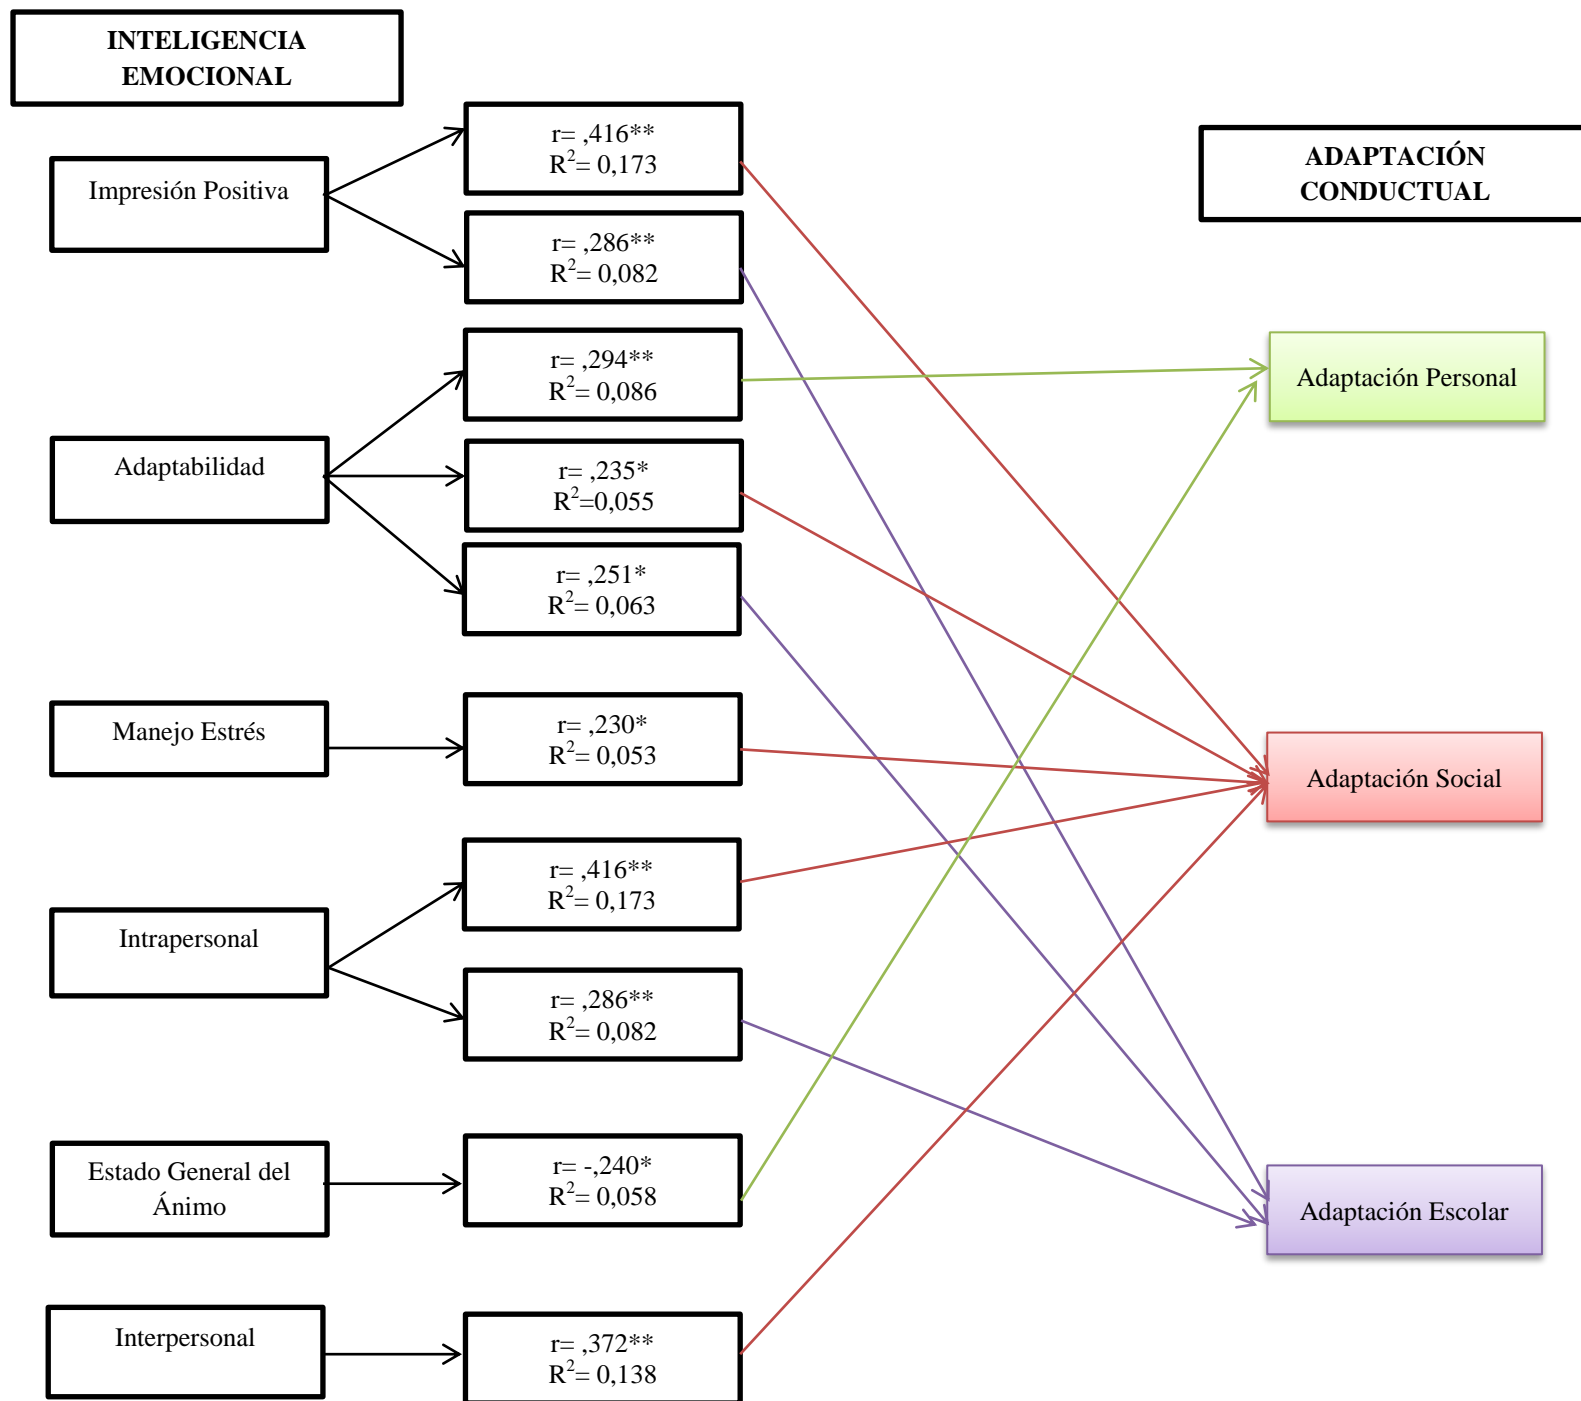 INTELIGENCIA
EMOCIONAL
ADAPTACIÓN
CONDUCTUAL
Impresión Positiva
r= ,416**
R²= 0,173
r= ,286**
R²= 0,082
Adaptabilidad
r= ,294**
R²= 0,086
r= ,235*
R²=0,055
r= ,251*
R²= 0,063
Manejo Estrés
r= ,230*
R²= 0,053
Intrapersonal
r= ,416**
R²= 0,173
r= ,286**
R²= 0,082
Estado General del
Ánimo
r= -,240*
R²= 0,058
Interpersonal
r= ,372**
R²= 0,138
Adaptación Personal
Adaptación Social
Adaptación Escolar